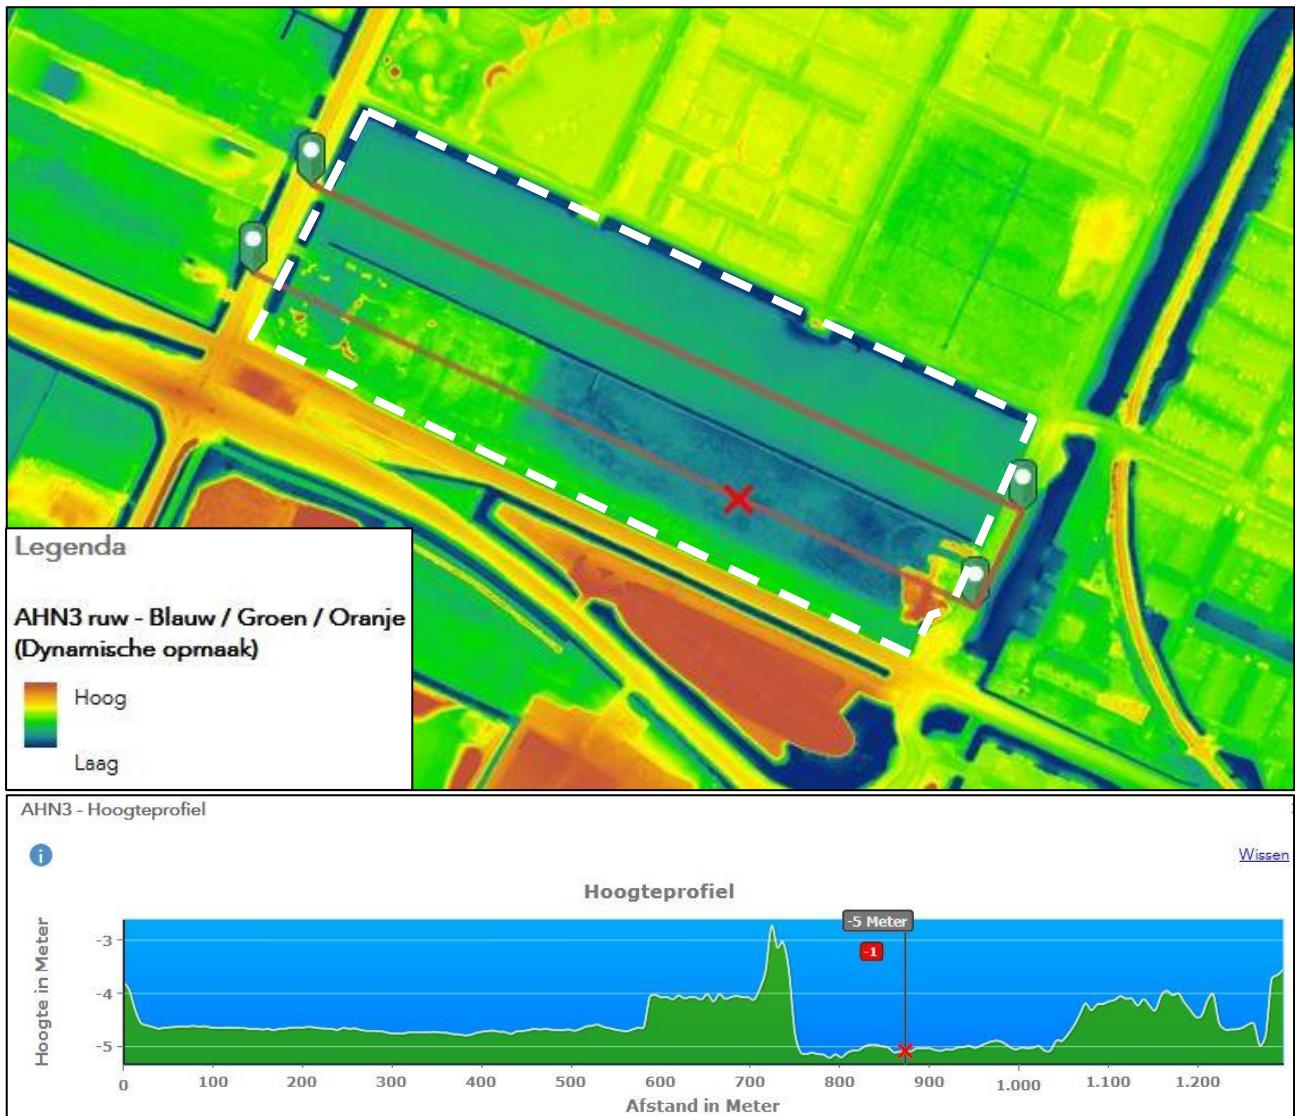 Legenda
AHN3 ruw - Blauw / Groen / Oranje
(Dynamische opmaak)
Hoog
Laag
AHN3 - Hoogteprofiel
i
Wissen
Hoogteprofiel
-5 Meter
-1
Hoogte in Meter
-3
-4
-5
0 100 200 300 400 500 600 700 800 900 1.000 1.100 1.200
Afstand in Meter